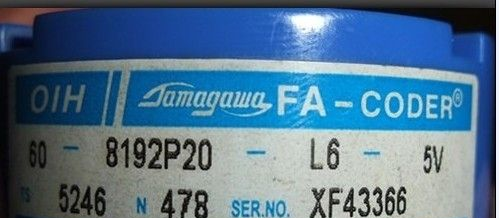 OIH Tamagawa FA-CODER®
60 - 8192P20 - L6 - 5V
TS 5246 N 478 SER.NO. XF43366